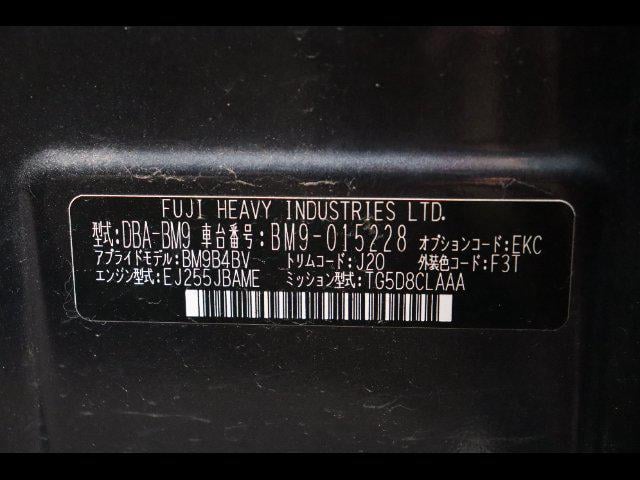 FUJI HEAVY INDUSTRIES LTD.
型式:DBA-BM9 車台番号:BM9-015228 オプションコード:EKC
アプライドモデル:BM9B4BV トリムコード:J20 外装色コード:F3T
エンジン型式:EJ255JBAME ミッション型式:TG5D8CLAAA